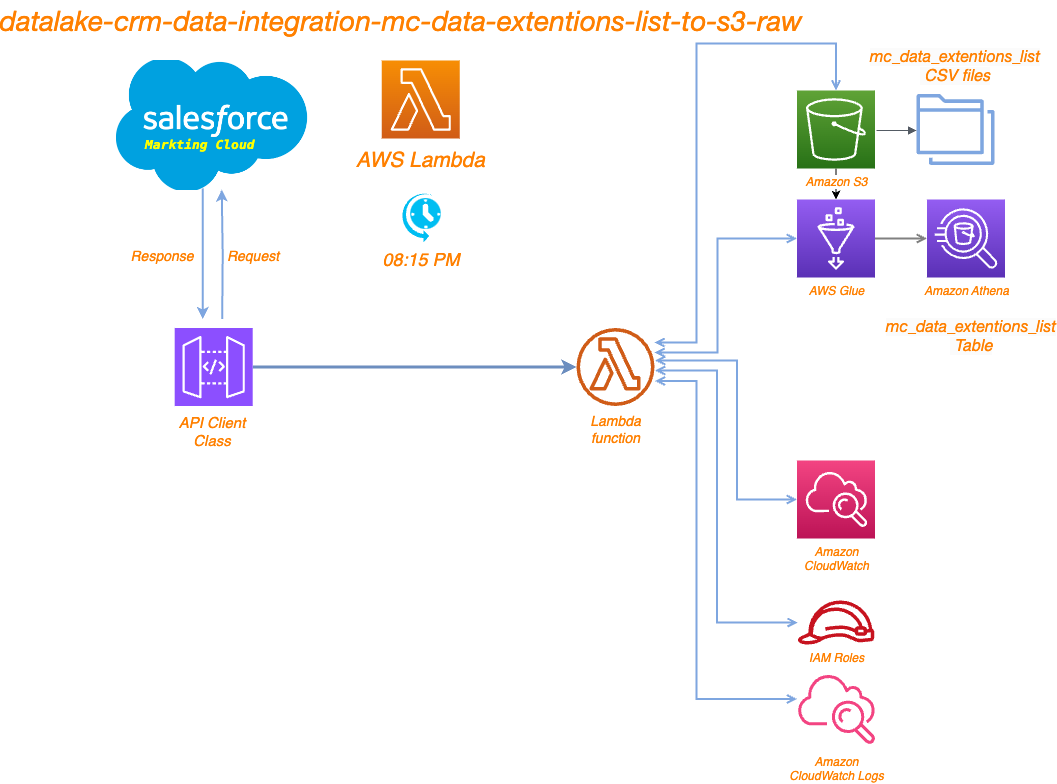 datalake-crm-data-integration-mc-data-extentions-list-to-s3-raw
salesforce
Markting Cloud
AWS Lambda
08:15 PM
Response
Request
API Client
Class
Lambda
function
mc_data_extentions_list
CSV files
Amazon S3
AWS Glue
Amazon Athena
mc_data_extentions_list
Table
Amazon
CloudWatch
IAM Roles
Amazon
CloudWatch Logs